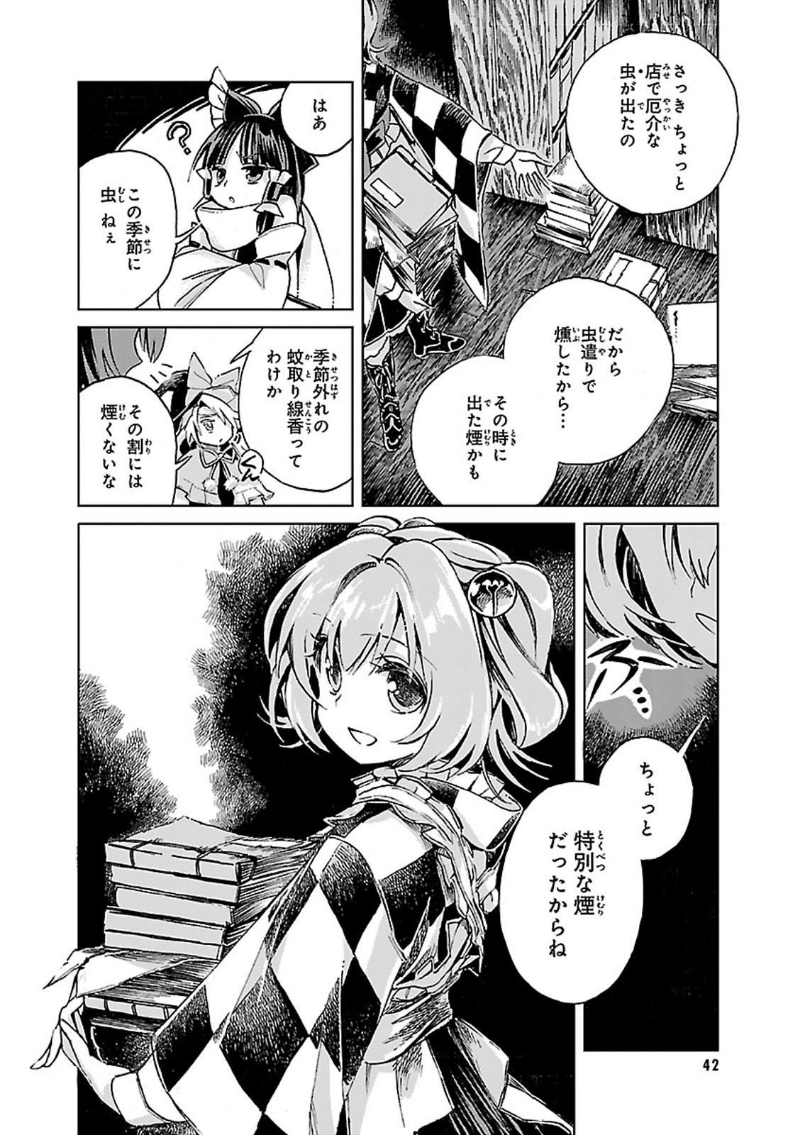 さっき ちょっと
店で厄介な
虫が出たの
だから
虫遣りで
燻したから…
その時に
出た煙かも
はあ
この季節に
虫 ねぇ
季節外れの
蚊取り線香って
わけか
その割には
煙くないな
ちょっと
特別な煙
だったからね
42